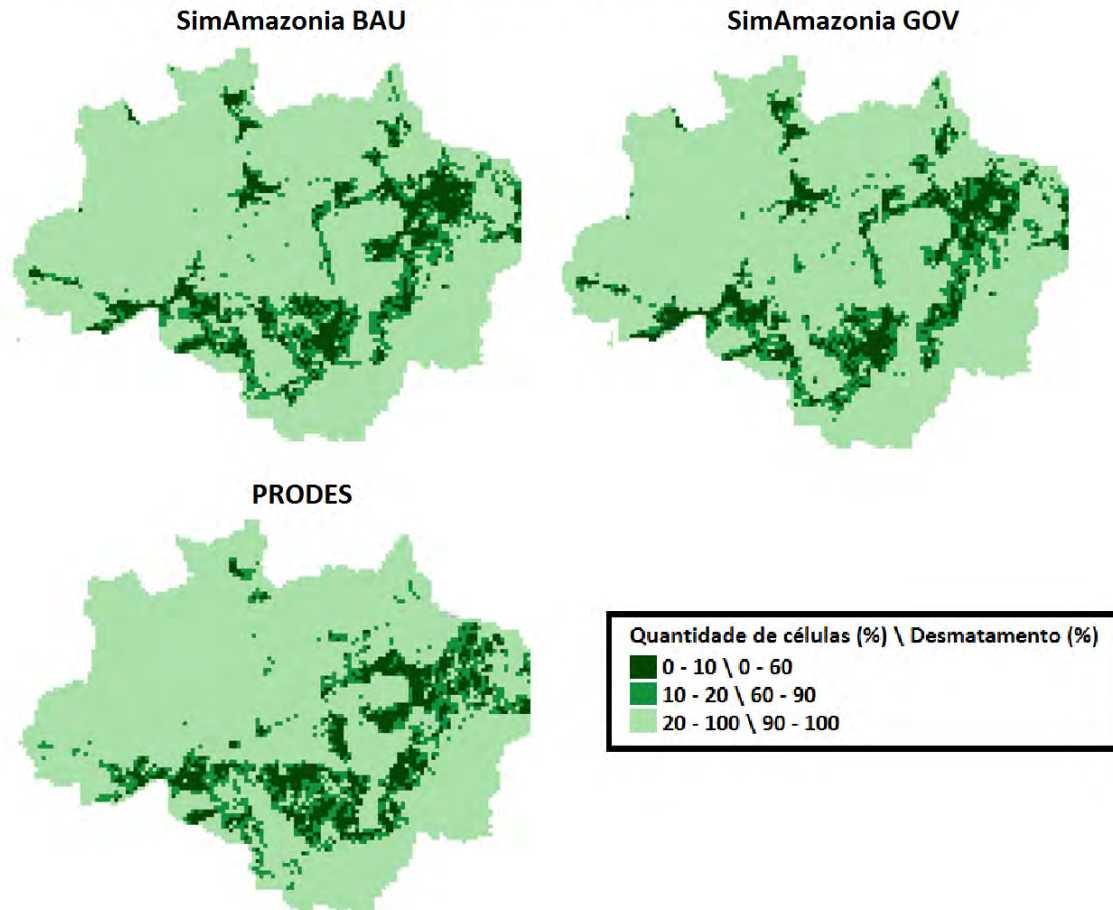 SimAmazonia BAU
SimAmazonia GOV
PRODES
Quantidade de células (%) \ Desmatamento (%)
0 - 10 \ 0 - 60
10 - 20 \ 60 - 90
20 - 100 \ 90 - 100